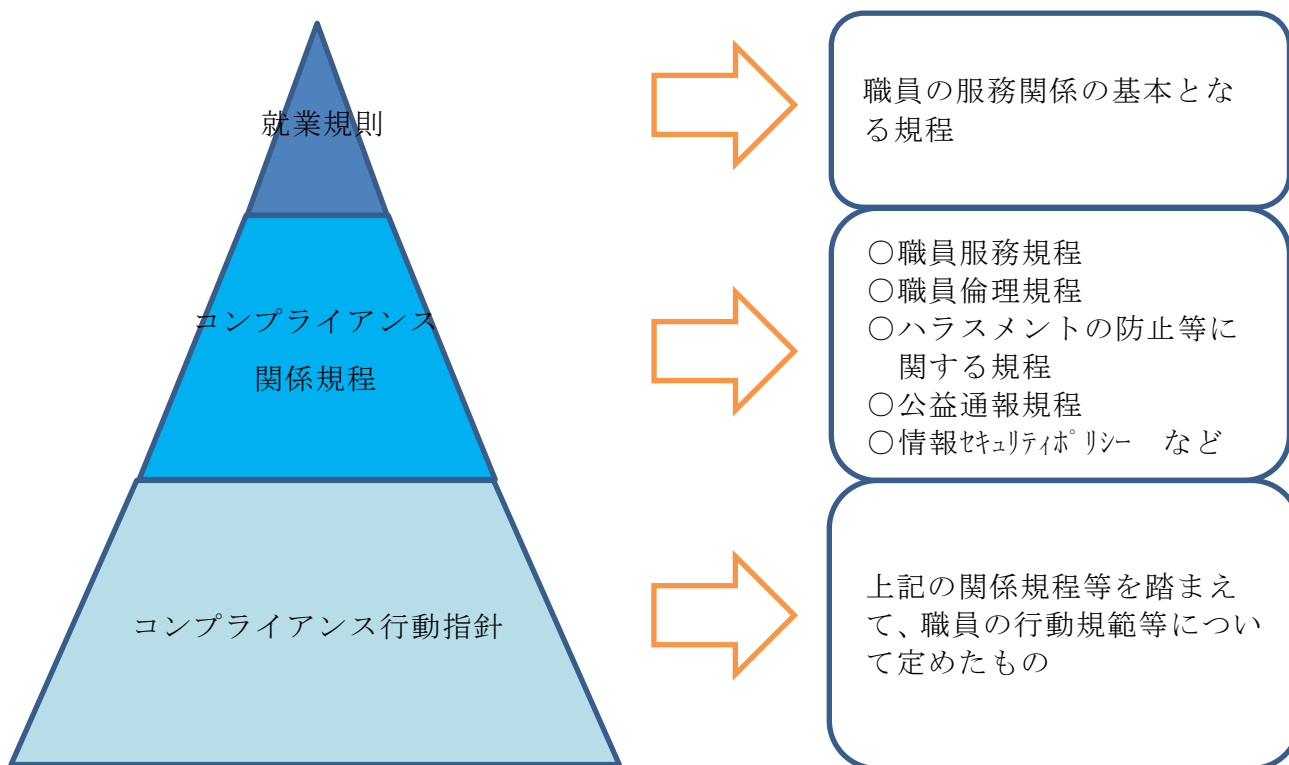 就業規則
職員の服務関係の基本とな
る規程
コンプライアンス
関係規程
○職員服務規程
○職員倫理規程
○ハラスメントの防止等に
関する規程
○公益通報規程
○情報ｾｷｭﾘﾃｨﾎﾟﾘｼｰ　など
コンプライアンス行動指針
上記の関係規程等を踏まえ
て、職員の行動規範等につい
て定めたもの